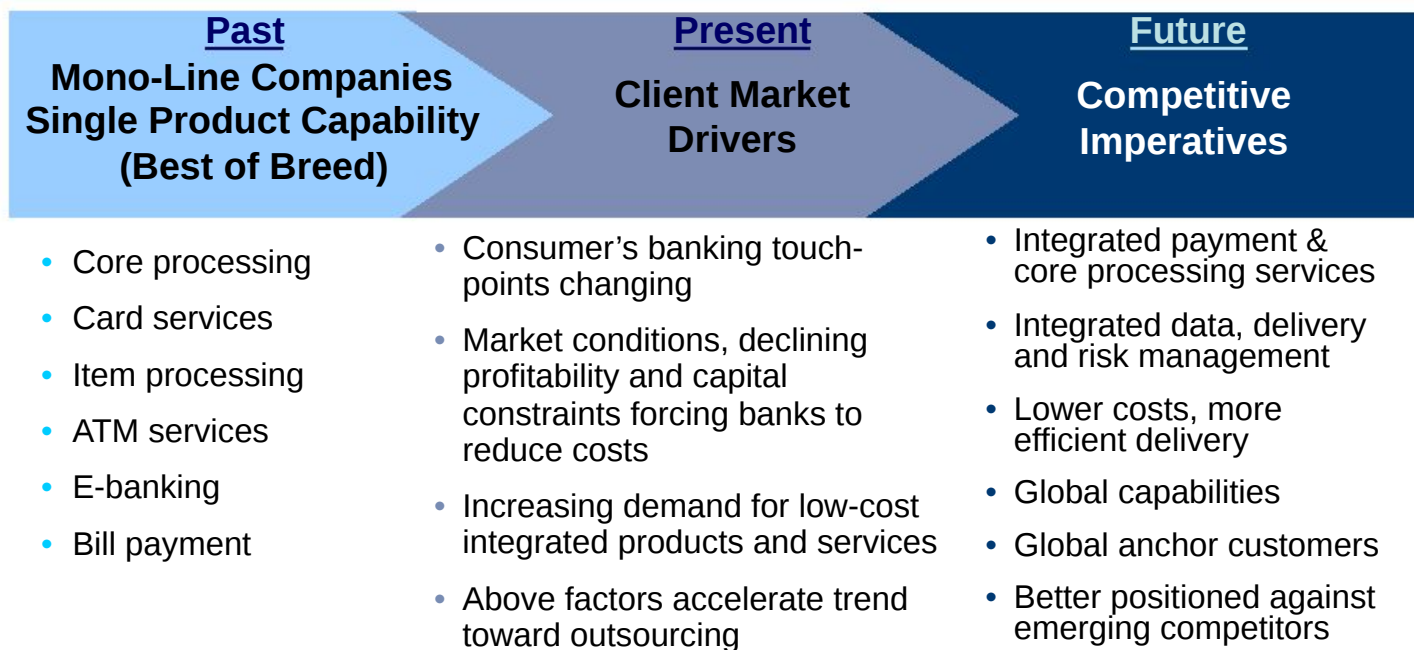 Past
Mono-Line Companies
Single Product Capability
(Best of Breed)
Present
Client Market
Drivers
Future
Competitive
Imperatives
• Core processing
• Card services
• Item processing
• ATM services
• E-banking
• Bill payment
• Consumer’s banking touch-
points changing
• Market conditions, declining
profitability and capital
constraints forcing banks to
reduce costs
• Increasing demand for low-cost
integrated products and services
• Above factors accelerate trend
toward outsourcing
• Integrated payment &
core processing services
• Integrated data, delivery
and risk management
• Lower costs, more
efficient delivery
• Global capabilities
• Global anchor customers
• Better positioned against
emerging competitors